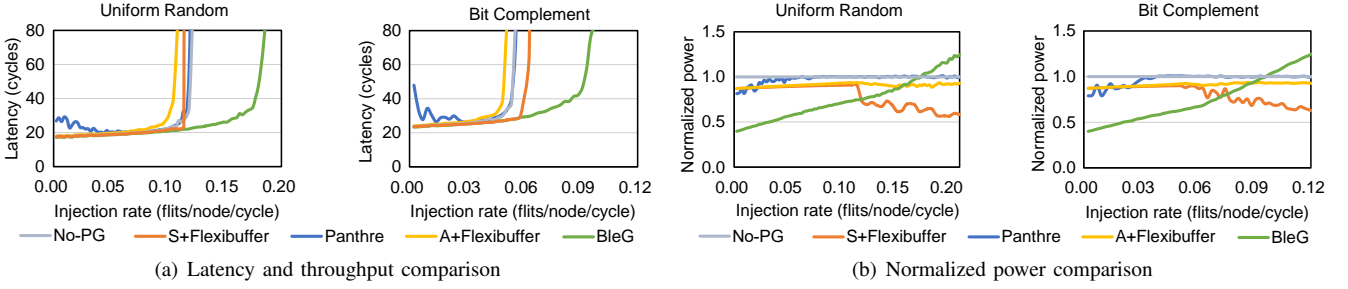 Uniform Random
Latency (cycles)
80
60
40
20
0
0.00 0.05 0.10 0.15 0.20
Injection rate (flits/node/cycle)
Bit Complement
Latency (cycles)
80
60
40
20
0
0.00 0.03 0.06 0.09 0.12
Injection rate (flits/node/cycle)
No-PG S+Flexibuffer Panthre A+Flexibuffer BleG
(a) Latency and throughput comparison
Uniform Random
Normalized power
1.5
1.0
0.5
0.0
0.00 0.05 0.10 0.15 0.20
Injection rate (flits/node/cycle)
Bit Complement
Normalized power
1.5
1.0
0.5
0.0
0.00 0.03 0.06 0.09 0.12
Injection rate (flits/node/cycle)
No-PG S+Flexibuffer Panthre A+Flexibuffer BleG
(b) Normalized power comparison